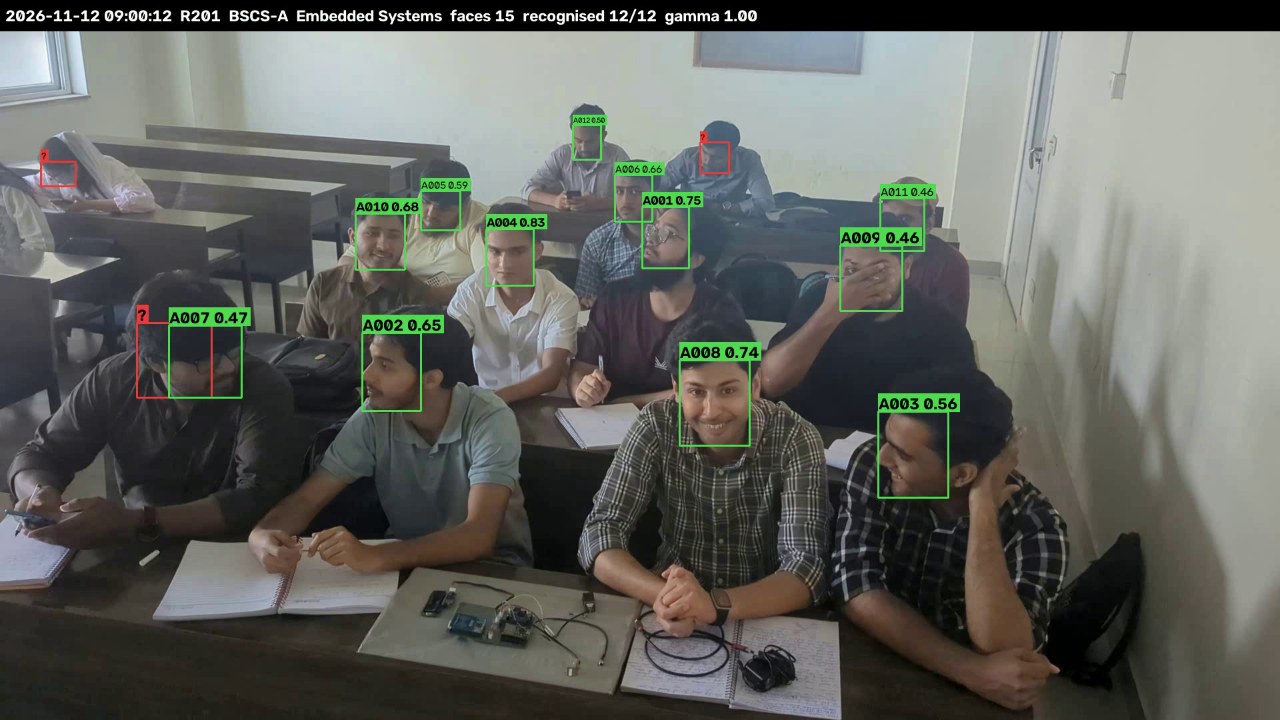 2026-11-12 09:00:12 R201 BSCS-A Embedded Systems faces 15 recognised 12/12 gamma 1.00
A012 0.50
?
?
A006 0.66
A005 0.59
A011 0.46
A001 0.75
A010 0.68
A004 0.83
A009 0.46
?
A007 0.47
A002 0.65
A008 0.74
A003 0.56